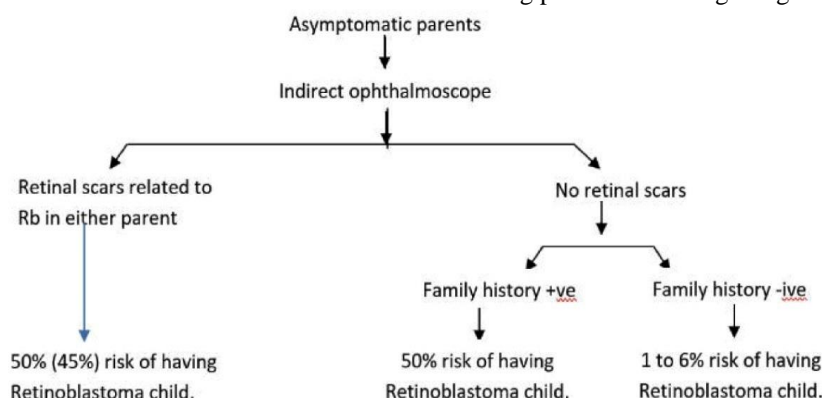 Asymptomatic parents
Indirect ophthalmoscope
Retinal scars related to
Rb in either parent
No retinal scars
Family history +ve
Family history -ive
50% (45%) risk of having
Retinoblastoma child.
50% risk of having
Retinoblastoma child.
1 to 6% risk of having
Retinoblastoma child.